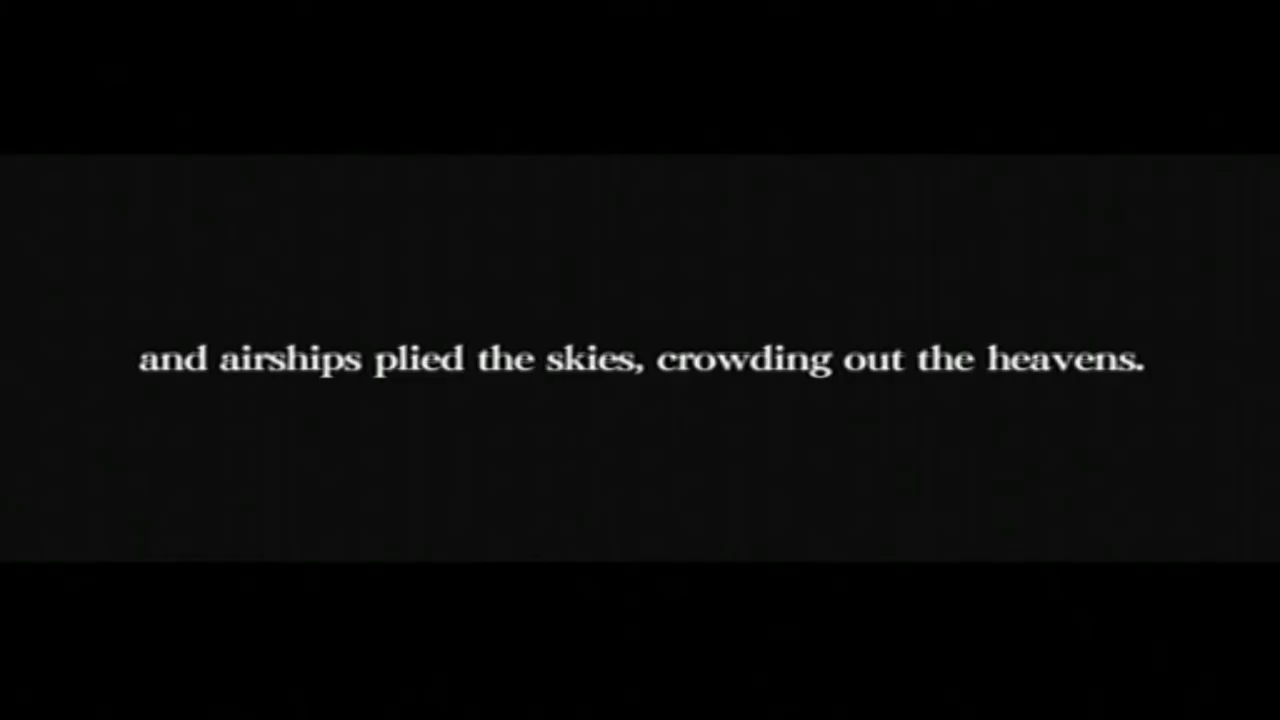 and airships plied the skies, crowding out the heavens.